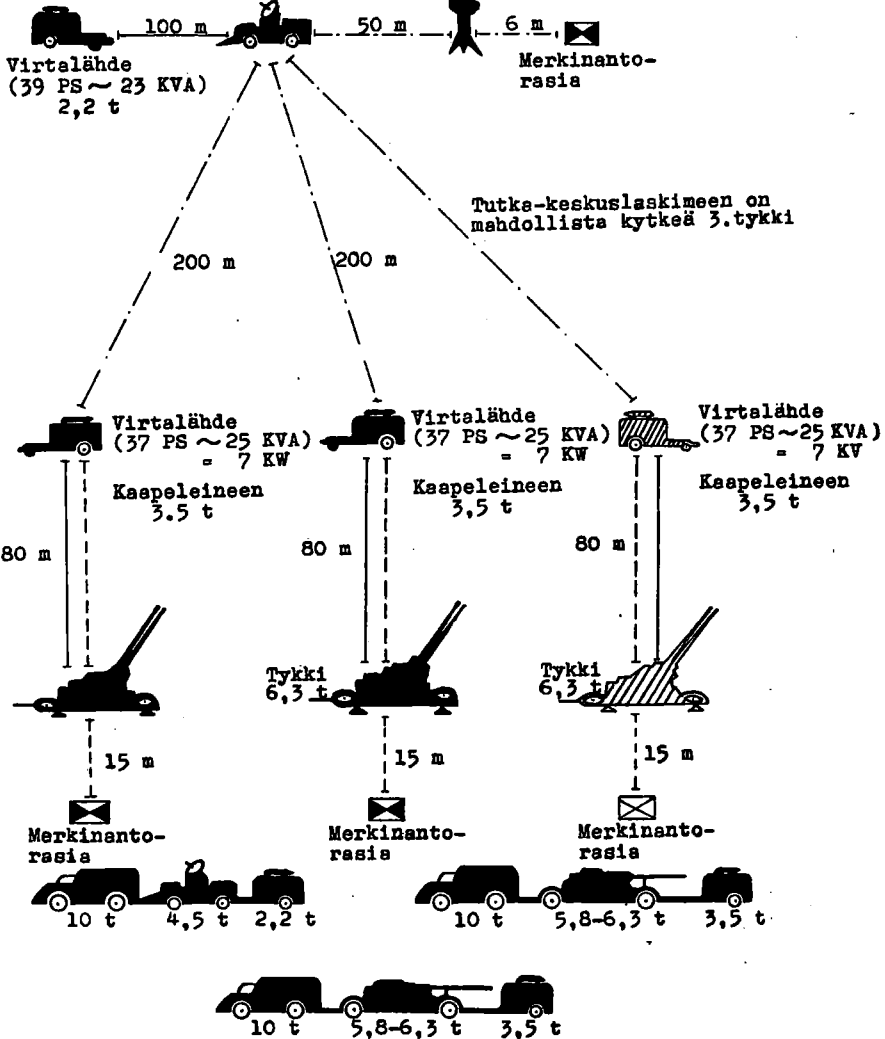 100 m
50 m
6 m
Virtalähde
(39 PS ~ 23 KVA)
2,2 t
Merkinanto-
rasia
Tutka-keskuslaskimeen on
mahdollista kytkeä 3.tykki
200 m
200 m
Virtalähde
(37 PS ~25 KVA)
= 7 KW
Kaapeleineen
3.5 t
Virtalähde
(37 PS ~25 KVA)
= 7 KW
Kaapeleineen
3,5 t
Virtalähde
(37 PS~25 KVA)
= 7 KW
Kaapeleineen
3,5 t
80 m
80 m
80 m
Tykki
6,3 t
Tykki
6,3 t
15 m
15 m
15 m
Merkinanto-
rasia
Merkinanto-
rasia
Merkinanto-
rasia
10 t 4,5 t 2,2 t
10 t 5,8-6,3 t 3,5 t
10 t 5,8-6,3 t 3,5 t